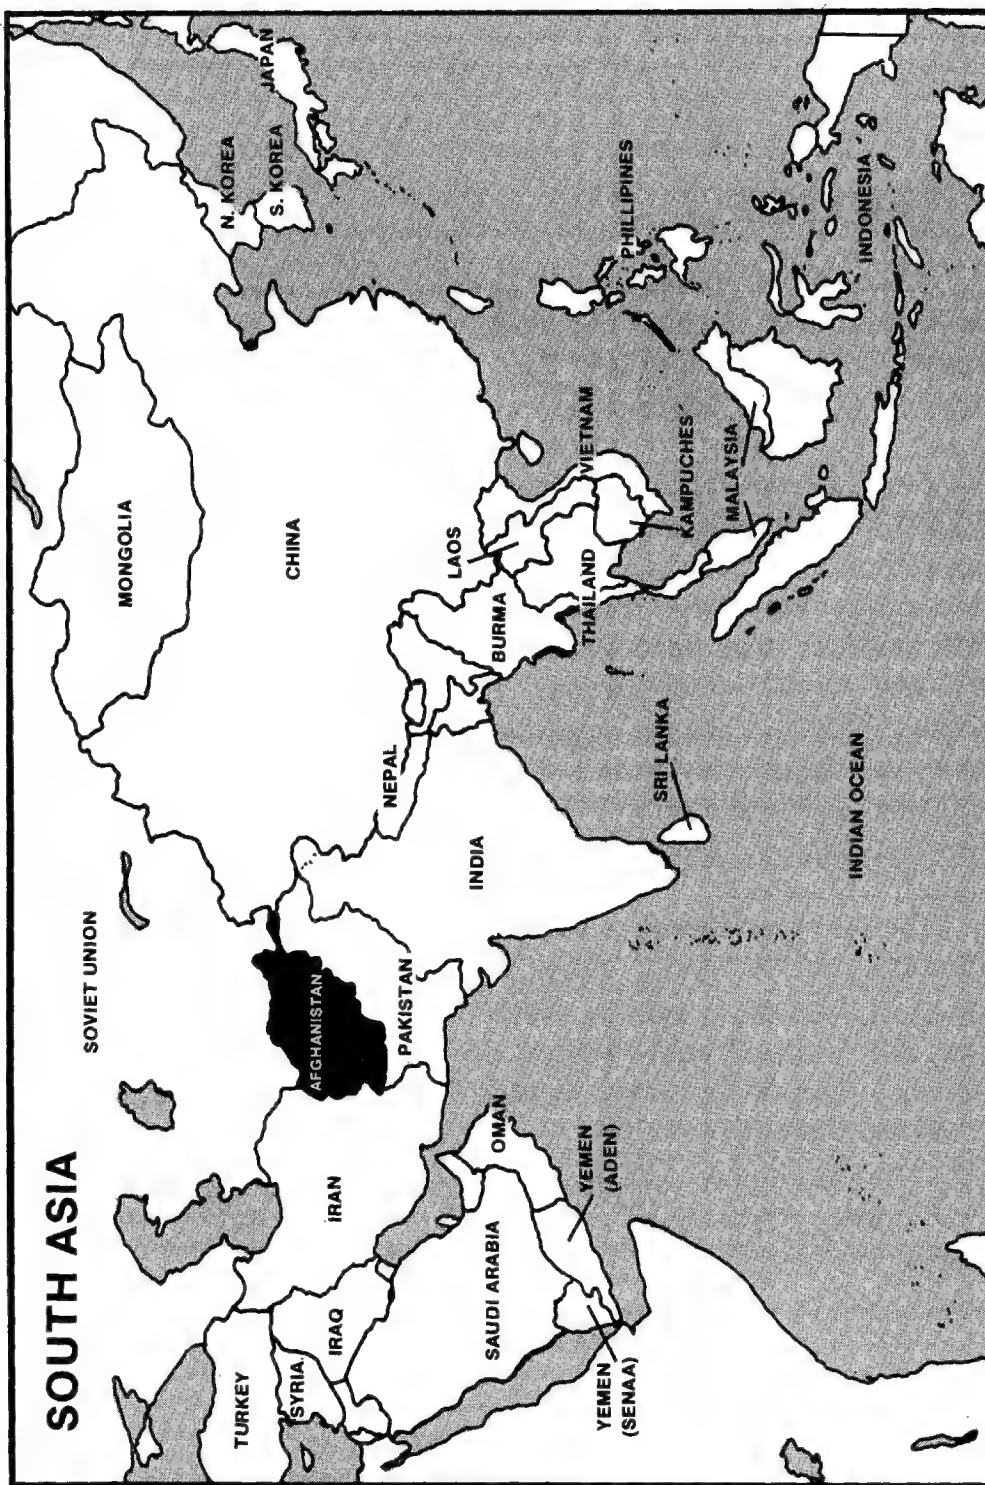 SOUTH ASIA
SOVIET UNION
MONGOLIA
JAPAN
N. KOREA
S. KOREA
TURKEY
SYRIA
IRAQ
IRAN
AFGHANISTAN
CHINA
PAKISTAN
NEPAL
INDIA
LAOS
BURMA
SAUDI ARABIA
OMAN
THAILAND
VIETNAM
PHILLIPINES
YEMEN
(ADEN)
YEMEN
(SENAA)
KAMPUCHES
SRI LANKA
MALAYSIA
INDIAN OCEAN
INDONESIA